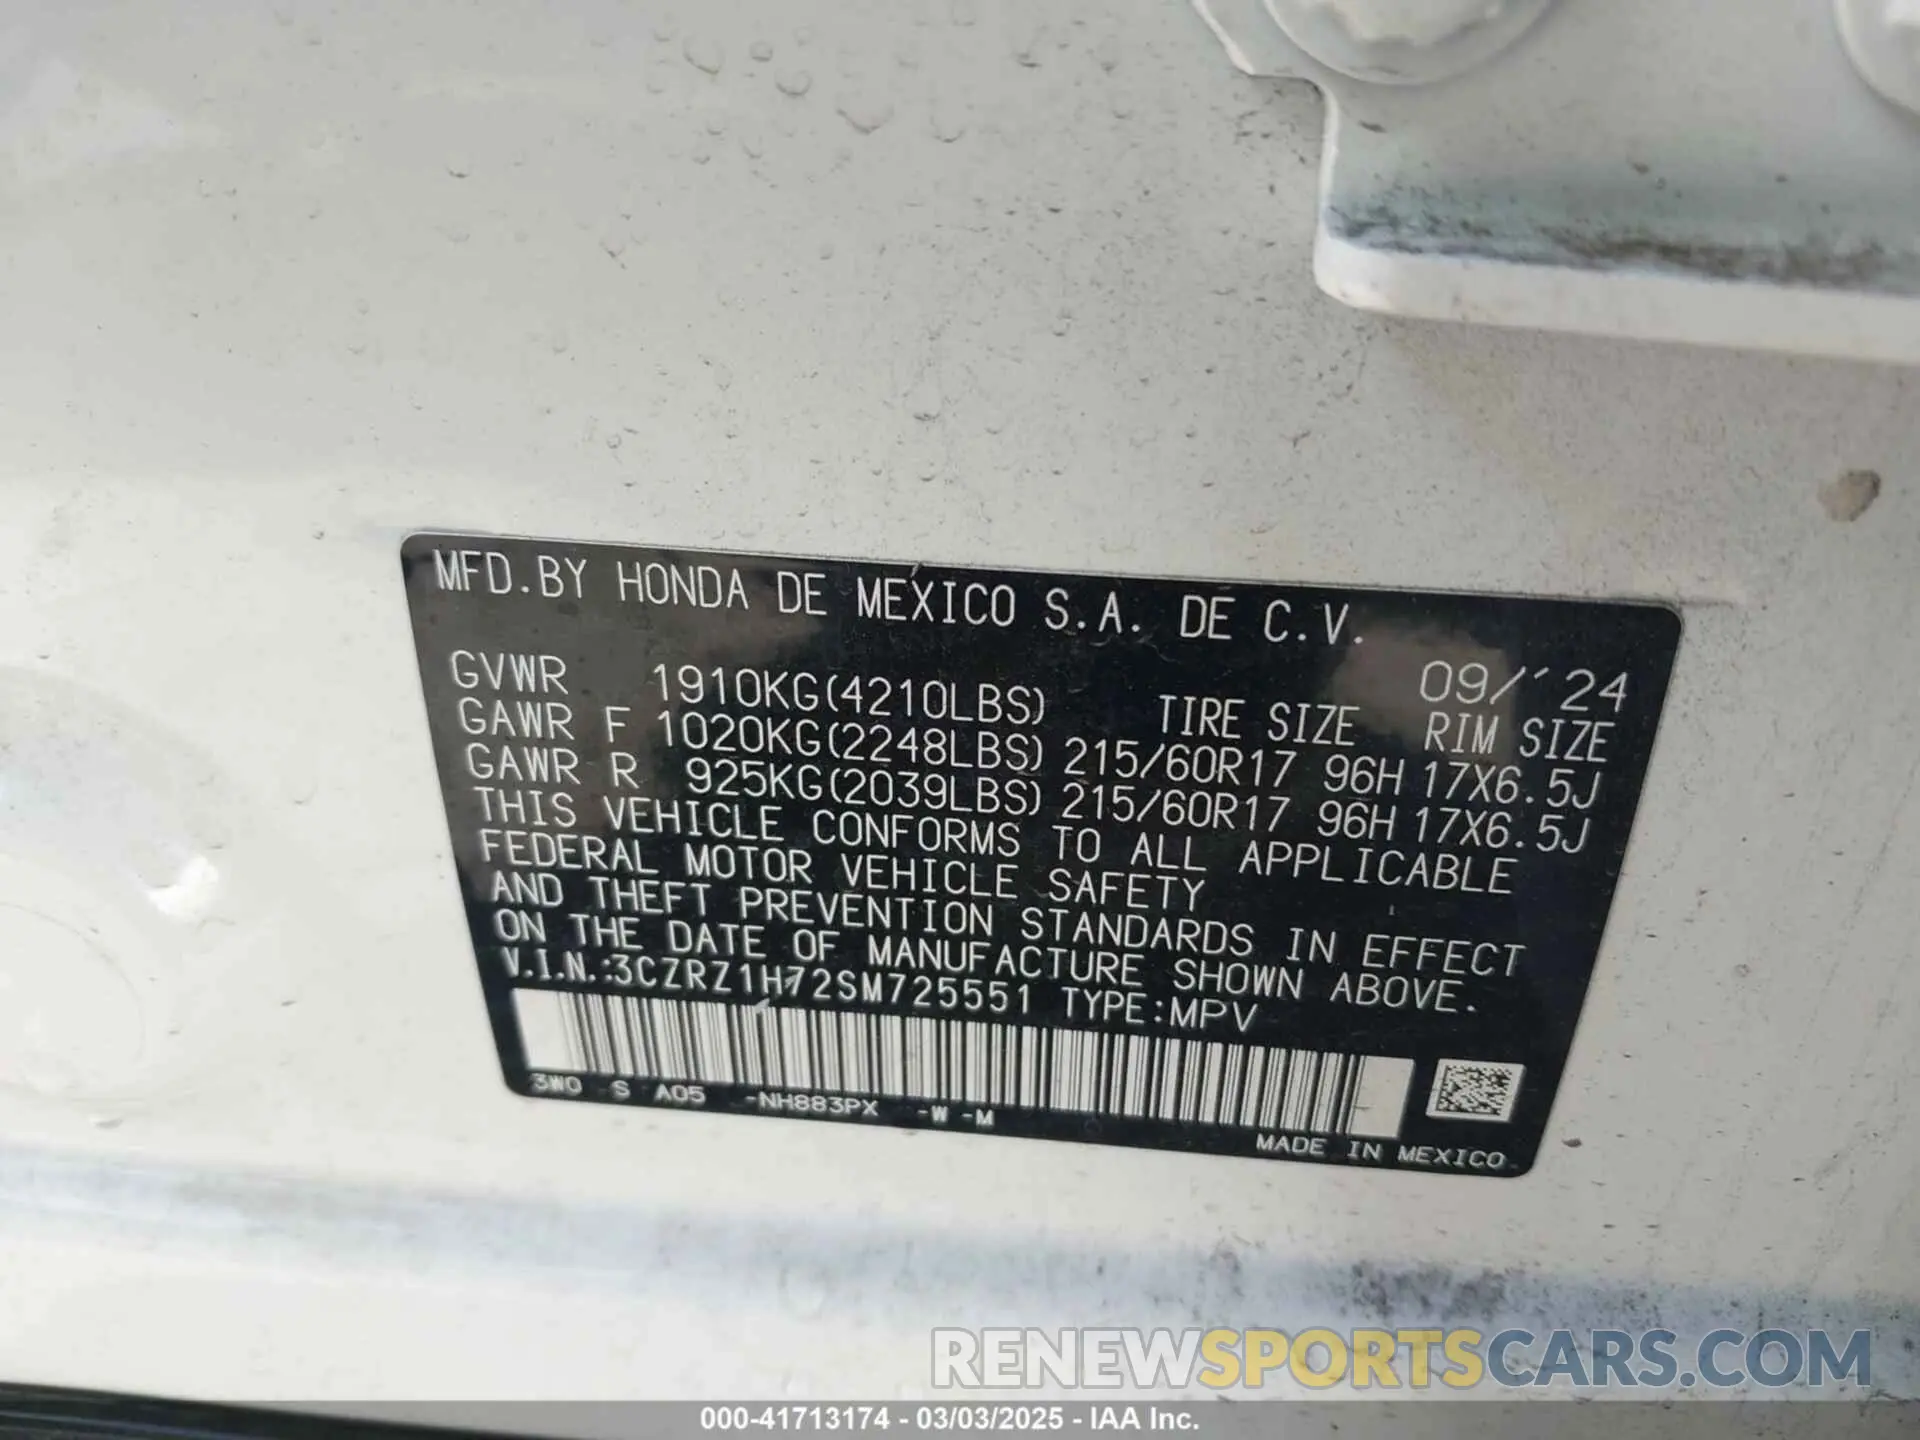 MFD.BY HONDA DE MEXICO S.A. DE C.V.
09/'24
GVWR 1910KG(4210LBS) TIRE SIZE RIM SIZE
GAWR F 1020KG(2248LBS) 215/60R17 96H 17X6.5J
GAWR R 925KG(2039LBS) 215/60R17 96H 17X6.5J
THIS VEHICLE CONFORMS TO ALL APPLICABLE
FEDERAL MOTOR VEHICLE SAFETY
AND THEFT PREVENTION STANDARDS IN EFFECT
ON THE DATE OF MANUFACTURE SHOWN ABOVE.
V.I.N.:3CZRZ1H72SM725551 TYPE:MPV
3W0 S A05 -NH883PX -W -M
MADE IN MEXICO
RENEWSPORTSCARS.COM
000-41713174 - 03/03/2025 - IAA Inc.